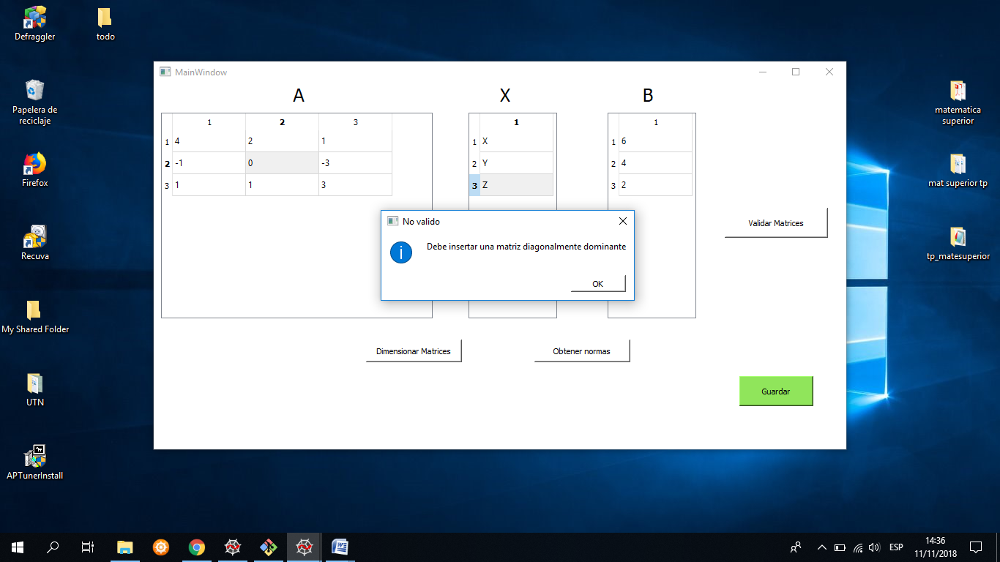 Defraggler
todo
Papelera de
reciclaje
Firefox
Recuva
My Shared Folder
UTN
APTunerInstall
MainWindow
A
X
B
1 2 3
1 4 2 1
2 -1 0 -3
3 1 1 3
1
1 X
2 Y
3 Z
1
1 6
2 4
3 2
No valido
i
Debe insertar una matriz diagonalmente dominante
OK
Validar Matrices
Dimensionar Matrices
Obtener normas
Guardar
matematica
superior
mat superior tp
tp_matesuperior
ESP
14:36
11/11/2018